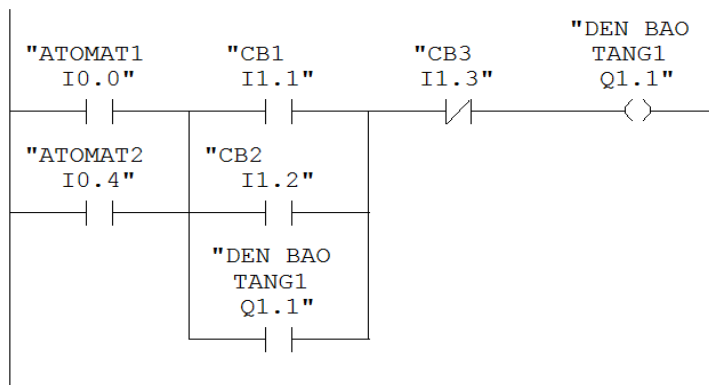 "DEN BAO
"ATOMAT1 "CB1 "CB3 TANG1
I0.0" I1.1" I1.3" Q1.1"
"ATOMAT2 "CB2
I0.4" I1.2"
"DEN BAO
TANG1
Q1.1"